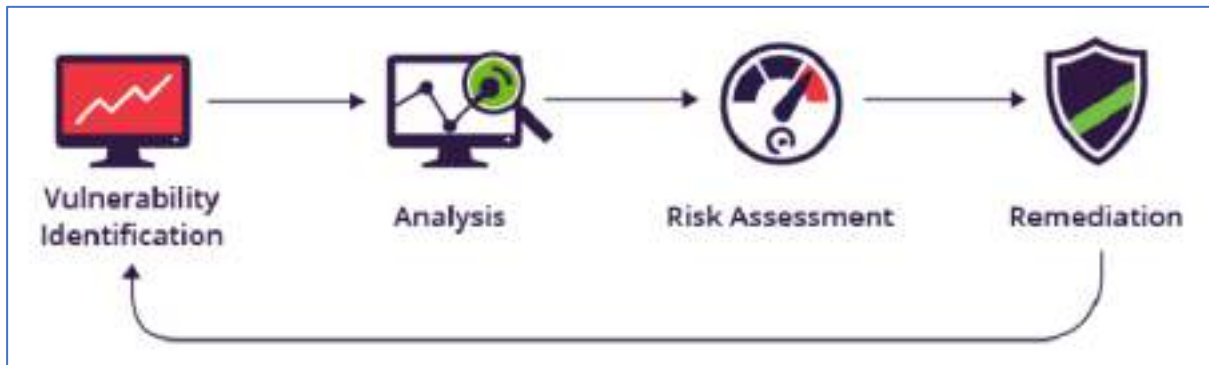 Vulnerability
Identification
Analysis
Risk Assessment
Remediation